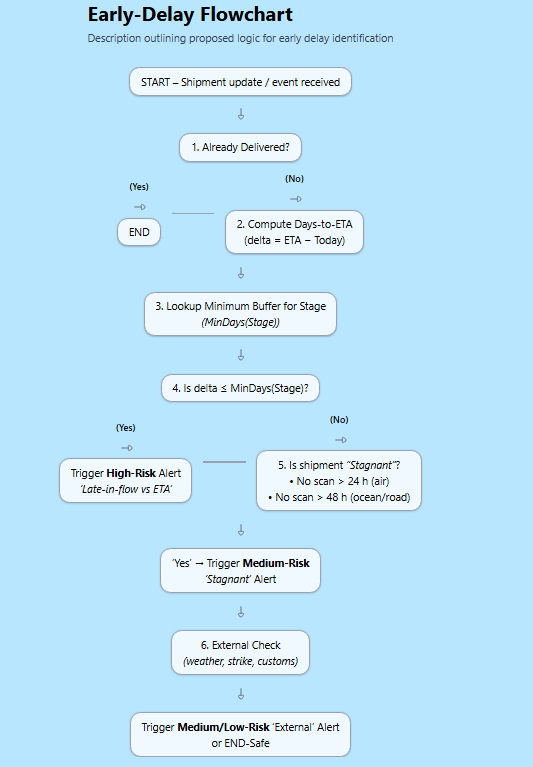 Early-Delay Flowchart
Description outlining proposed logic for early delay identification
START – Shipment update / event received
1. Already Delivered?
(Yes)
(No)
END
2. Compute Days-to-ETA
(delta = ETA – Today)
3. Lookup Minimum Buffer for Stage
(MinDays(Stage))
4. Is delta ≤ MinDays(Stage)?
(Yes)
(No)
Trigger High-Risk Alert
‘Late-in-flow vs ETA’
5. Is shipment “Stagnant”?
• No scan > 24 h (air)
• No scan > 48 h (ocean/road)
‘Yes’ → Trigger Medium-Risk
‘Stagnant’ Alert
6. External Check
(weather, strike, customs)
Trigger Medium/Low-Risk ‘External’ Alert
or END-Safe